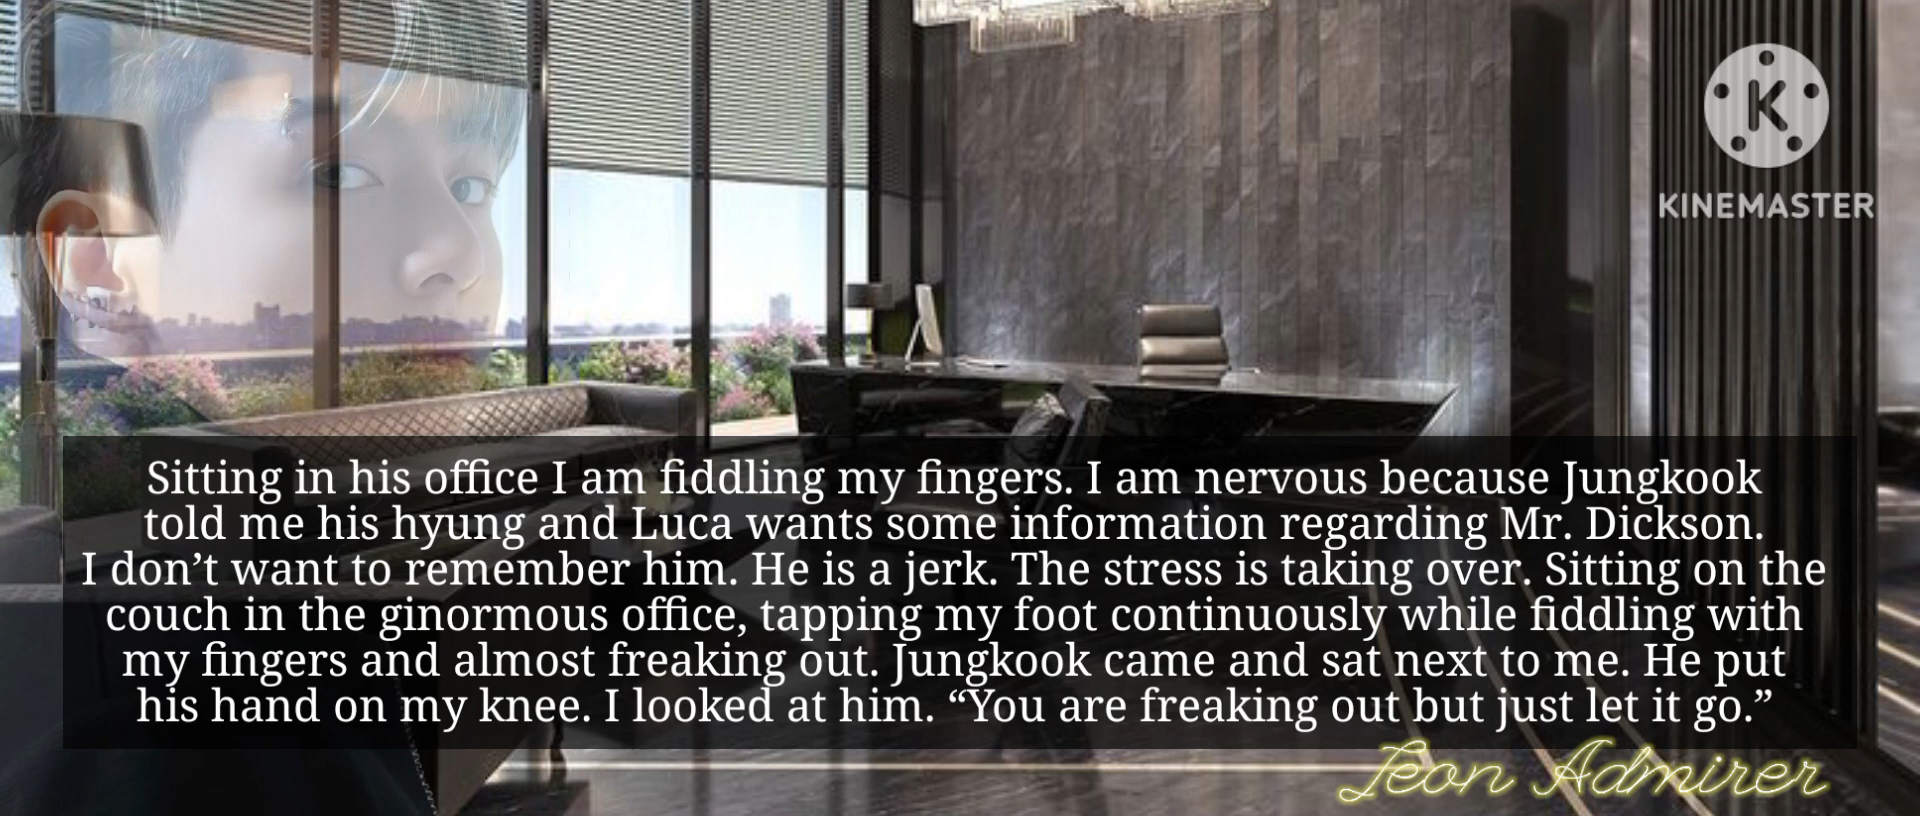 KINEMASTER
Sitting in his office I am fiddling my fingers. I am nervous because Jungkook
told me his hyung and Luca wants some information regarding Mr. Dickson.
I don’t want to remember him. He is a jerk. The stress is taking over. Sitting on the
couch in the ginormous office, tapping my foot continuously while fiddling with
my fingers and almost freaking out. Jungkook came and sat next to me. He put
his hand on my knee. I looked at him. “You are freaking out but just let it go.”
Leon Admirer